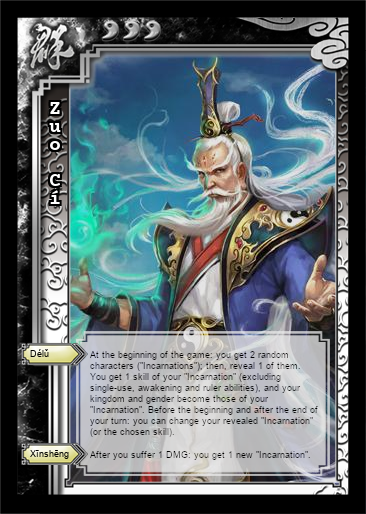 群
Zuo Cí
Délǔ
At the beginning of the game: you get 2 random
characters ("Incarnations"); then, reveal 1 of them.
You get 1 skill of your "Incarnation" (excluding
single-use, awakening and ruler abilities), and your
kingdom and gender become those of your
"Incarnation". Before the beginning and after the end of
your turn: you can change your revealed "Incarnation"
(or the chosen skill).
Xīnshēng
After you suffer 1 DMG: you get 1 new "Incarnation".